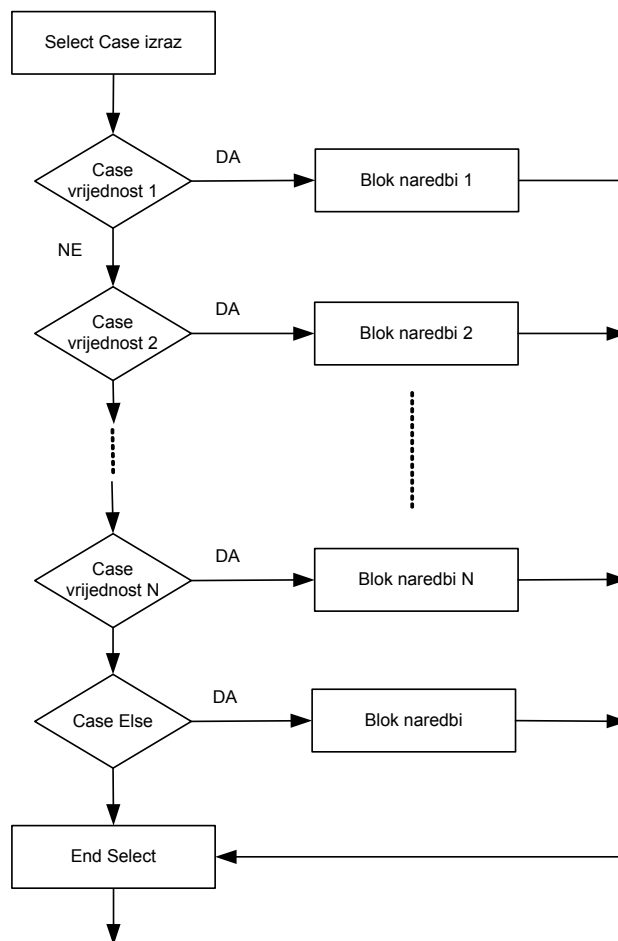 Select Case izraz
Case
vrijednost 1
DA
Blok naredbi 1
NE
Case
vrijednost 2
DA
Blok naredbi 2
Case
vrijednost N
DA
Blok naredbi N
Case Else
DA
Blok naredbi
End Select